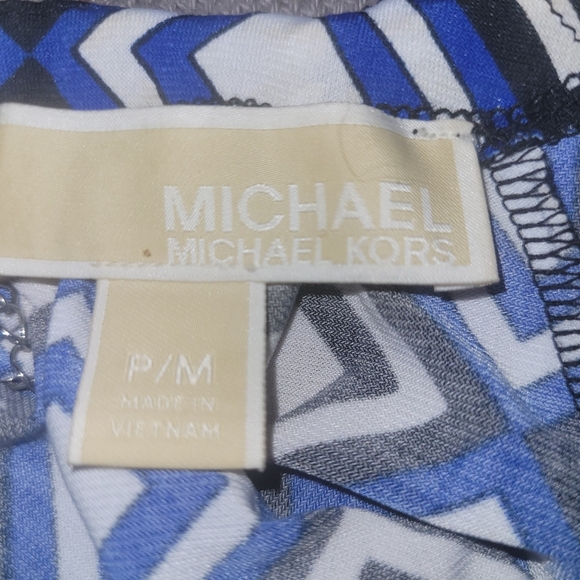 MICHAEL
MICHAEL KORS
P/M
MADE IN
VIETNAM